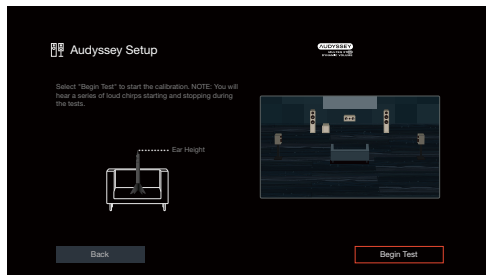 Audyssey Setup
AUDYSSEY
Select "Begin Test" to start the calibration. NOTE: You will
hear a series of loud chirps starting and stopping during
the tests.
Ear Height
Back
Begin Test